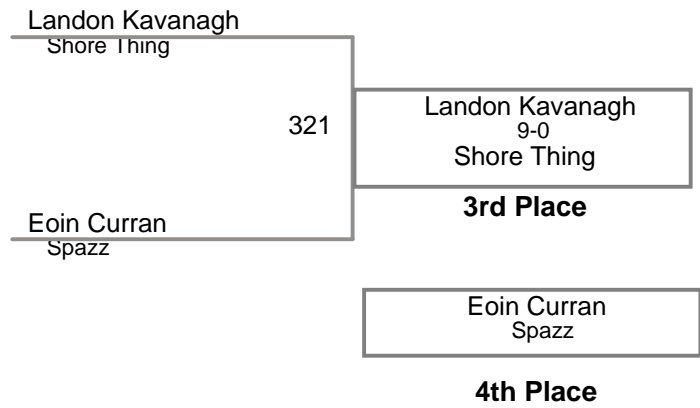 Landon Kavanagh
Shore Thing
321
Landon Kavanagh
9-0
Shore Thing
3rd Place
Eoin Curran
Spazz
Eoin Curran
Spazz
4th Place